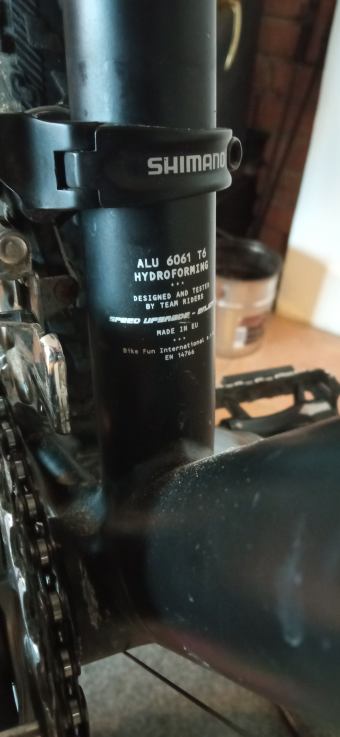 SHIMANO
ALU 6061 T6
HYDROFORMING
***
DESIGNED AND TESTED
BY TEAM RIDERS
SPEED UPGRADE -
MADE IN EU
***
Bike Fun International
EN 14766